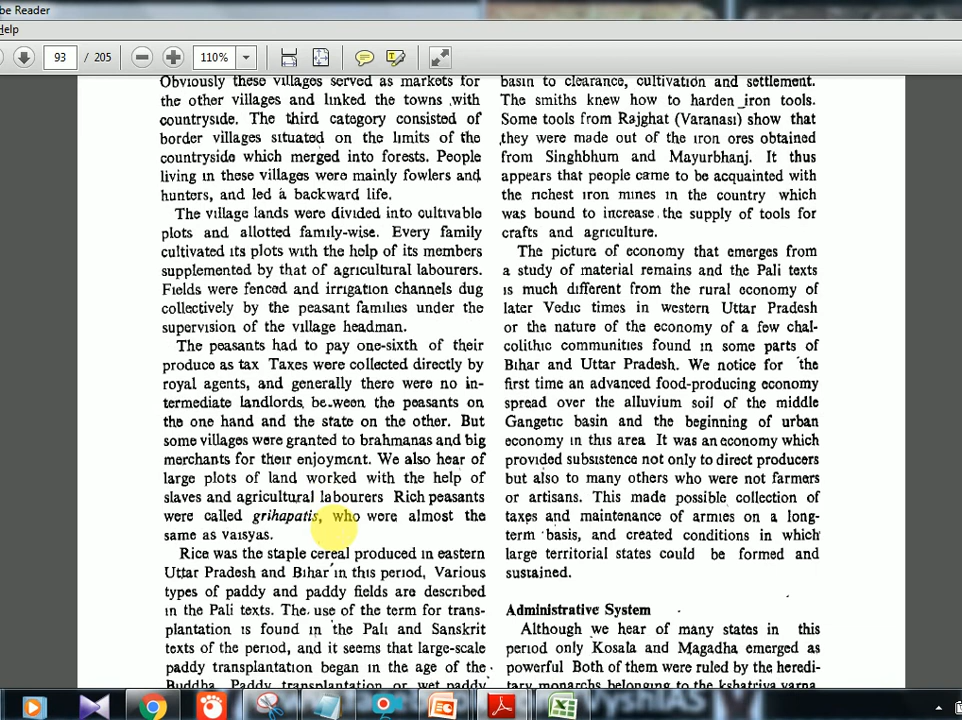 be Reader
Help
93 / 205
110%
Obviously these villages served as markets for
the other villages and linked the towns with
countryside. The third category consisted of
border villages situated on the limits of the
countryside which merged into forests. People
living in these villages were mainly fowlers and
hunters, and led a backward life.
The village lands were divided into cultivable
plots and allotted family-wise. Every family
cultivated its plots with the help of its members
supplemented by that of agricultural labourers.
Fields were fenced and irrigation channels dug
collectively by the peasant families under the
supervision of the village headman.
The peasants had to pay one-sixth of their
produce as tax Taxes were collected directly by
royal agents, and generally there were no in-
termediate landlords, between the peasants on
the one hand and the state on the other. But
some villages were granted to brahmanas and big
merchants for their enjoyment. We also hear of
large plots of land worked with the help of
slaves and agricultural labourers Rich peasants
were called grihapatis, who were almost the
same as vaisyas.
Rice was the staple cereal produced in eastern
Uttar Pradesh and Bihar in this period, Various
types of paddy and paddy fields are described
in the Pali texts. The use of the term for trans-
plantation is found in the Pali and Sanskrit
texts of the period, and it seems that large-scale
paddy transplantation began in the age of the
Buddha. Paddy transplantation or wet paddy
basin to clearance, cultivation and settlement.
The smiths knew how to harden iron tools.
Some tools from Rajghat (Varanasi) show that
they were made out of the iron ores obtained
from Singhbhum and Mayurbhanj. It thus
appears that people came to be acquainted with
the richest iron mines in the country which
was bound to increase the supply of tools for
crafts and agriculture.
The picture of economy that emerges from
a study of material remains and the Pali texts
is much different from the rural economy of
later Vedic times in western Uttar Pradesh
or the nature of the economy of a few chal-
colithic communities found in some parts of
Bihar and Uttar Pradesh. We notice for the
first time an advanced food-producing economy
spread over the alluvium soil of the middle
Gangetic basin and the beginning of urban
economy in this area It was an economy which
provided subsistence not only to direct producers
but also to many others who were not farmers
or artisans. This made possible collection of
taxes and maintenance of armies on a long-
term basis, and created conditions in which
large territorial states could be formed and
sustained.
Administrative System
Although we hear of many states in this
period only Kosala and Magadha emerged as
powerful Both of them were ruled by the heredi-
tary monarchs belonging to the kshatriya varna